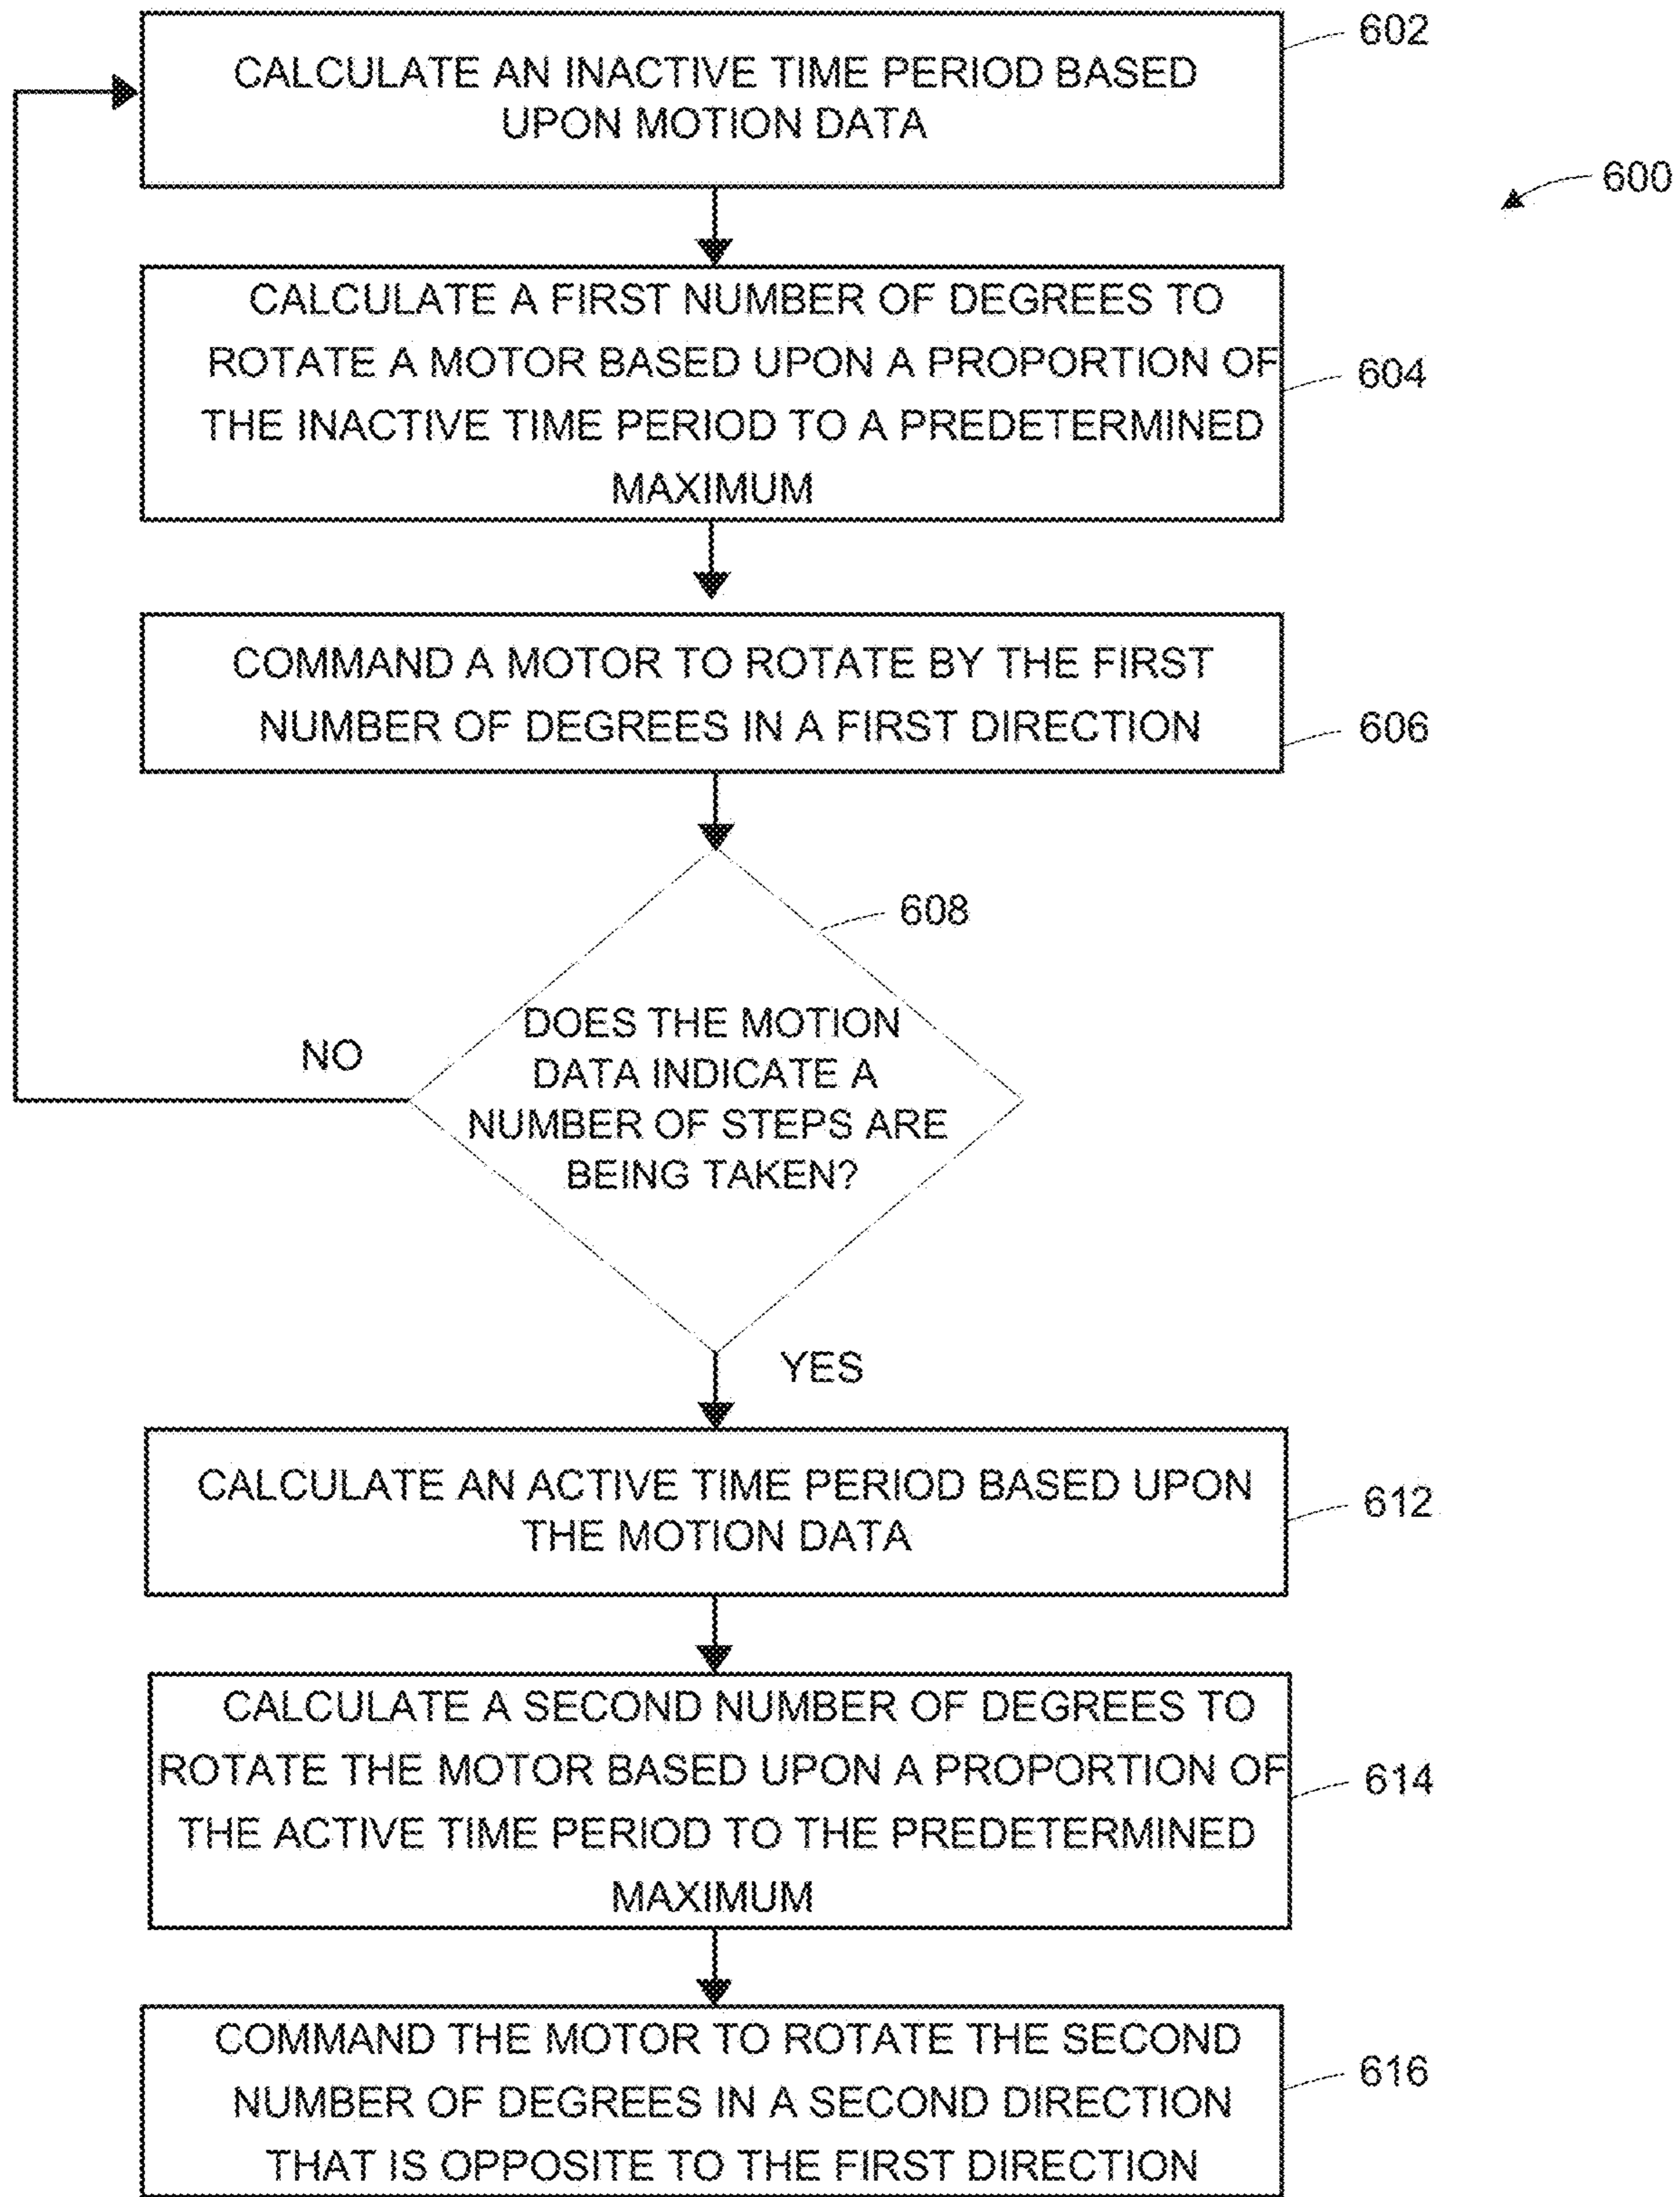 602
CALCULATE AN INACTIVE TIME PERIOD BASED
UPON MOTION DATA
600
CALCULATE A FIRST NUMBER OF DEGREES TO
ROTATE A MOTOR BASED UPON A PROPORTION OF
THE INACTIVE TIME PERIOD TO A PREDETERMINED
MAXIMUM
604
COMMAND A MOTOR TO ROTATE BY THE FIRST
NUMBER OF DEGREES IN A FIRST DIRECTION
606
608
DOES THE MOTION
DATA INDICATE A
NUMBER OF STEPS ARE
BEING TAKEN?
NO
YES
CALCULATE AN ACTIVE TIME PERIOD BASED UPON
THE MOTION DATA
612
CALCULATE A SECOND NUMBER OF DEGREES TO
ROTATE THE MOTOR BASED UPON A PROPORTION OF
THE ACTIVE TIME PERIOD TO THE PREDETERMINED
MAXIMUM
614
COMMAND THE MOTOR TO ROTATE THE SECOND
NUMBER OF DEGREES IN A SECOND DIRECTION
THAT IS OPPOSITE TO THE FIRST DIRECTION
616